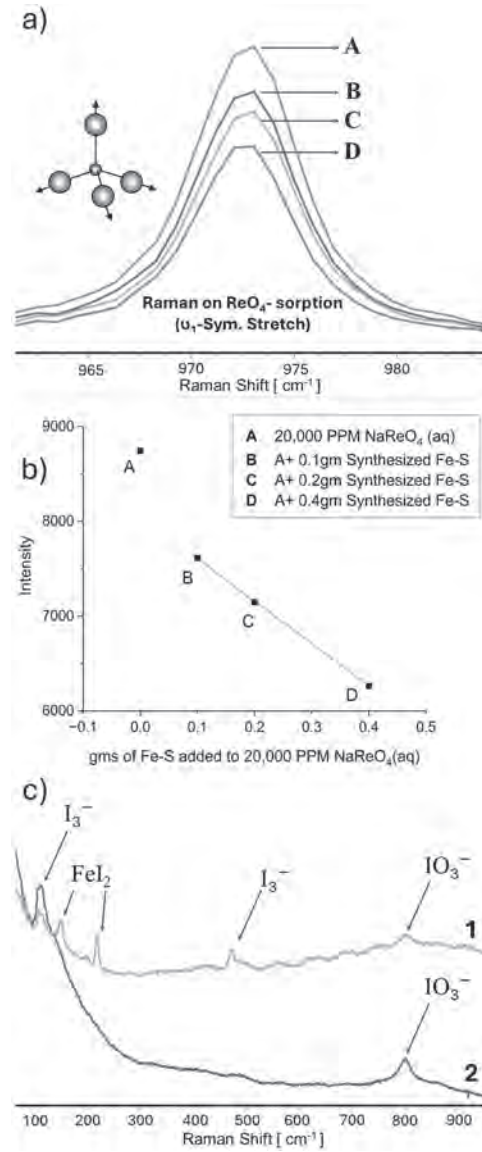 a)
A
B
C
D
Raman on ReO₄- sorption
(υ₁-Sym. Stretch)
965 970 975 980
Raman Shift [ cm⁻¹]
b)
9000
8000
7000
6000
Intensity
A
B
C
D
A 20,000 PPM NaReO₄ (aq)
B A+ 0.1gm Synthesized Fe-S
C A+ 0.2gm Synthesized Fe-S
D A+ 0.4gm Synthesized Fe-S
−0.1 0.0 0.1 0.2 0.3 0.4 0.5
gms of Fe-S added to 20,000 PPM NaReO₄(aq)
c)
I₃⁻
FeI₂
I₃⁻
IO₃⁻
1
IO₃⁻
2
100 200 300 400 500 600 700 800 900
Raman Shift [ cm⁻¹]